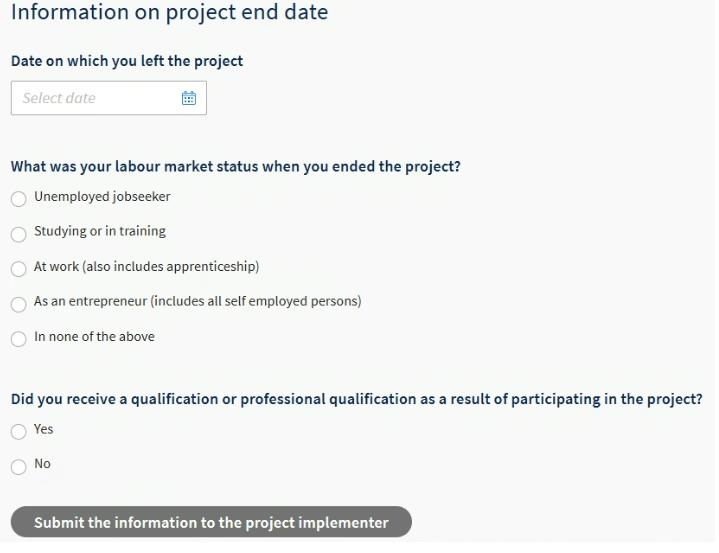 Information on project end date
Date on which you left the project
Select date
What was your labour market status when you ended the project?
Unemployed jobseeker
Studying or in training
At work (also includes apprenticeship)
As an entrepreneur (includes all self employed persons)
In none of the above
Did you receive a qualification or professional qualification as a result of participating in the project?
Yes
No
Submit the information to the project implementer